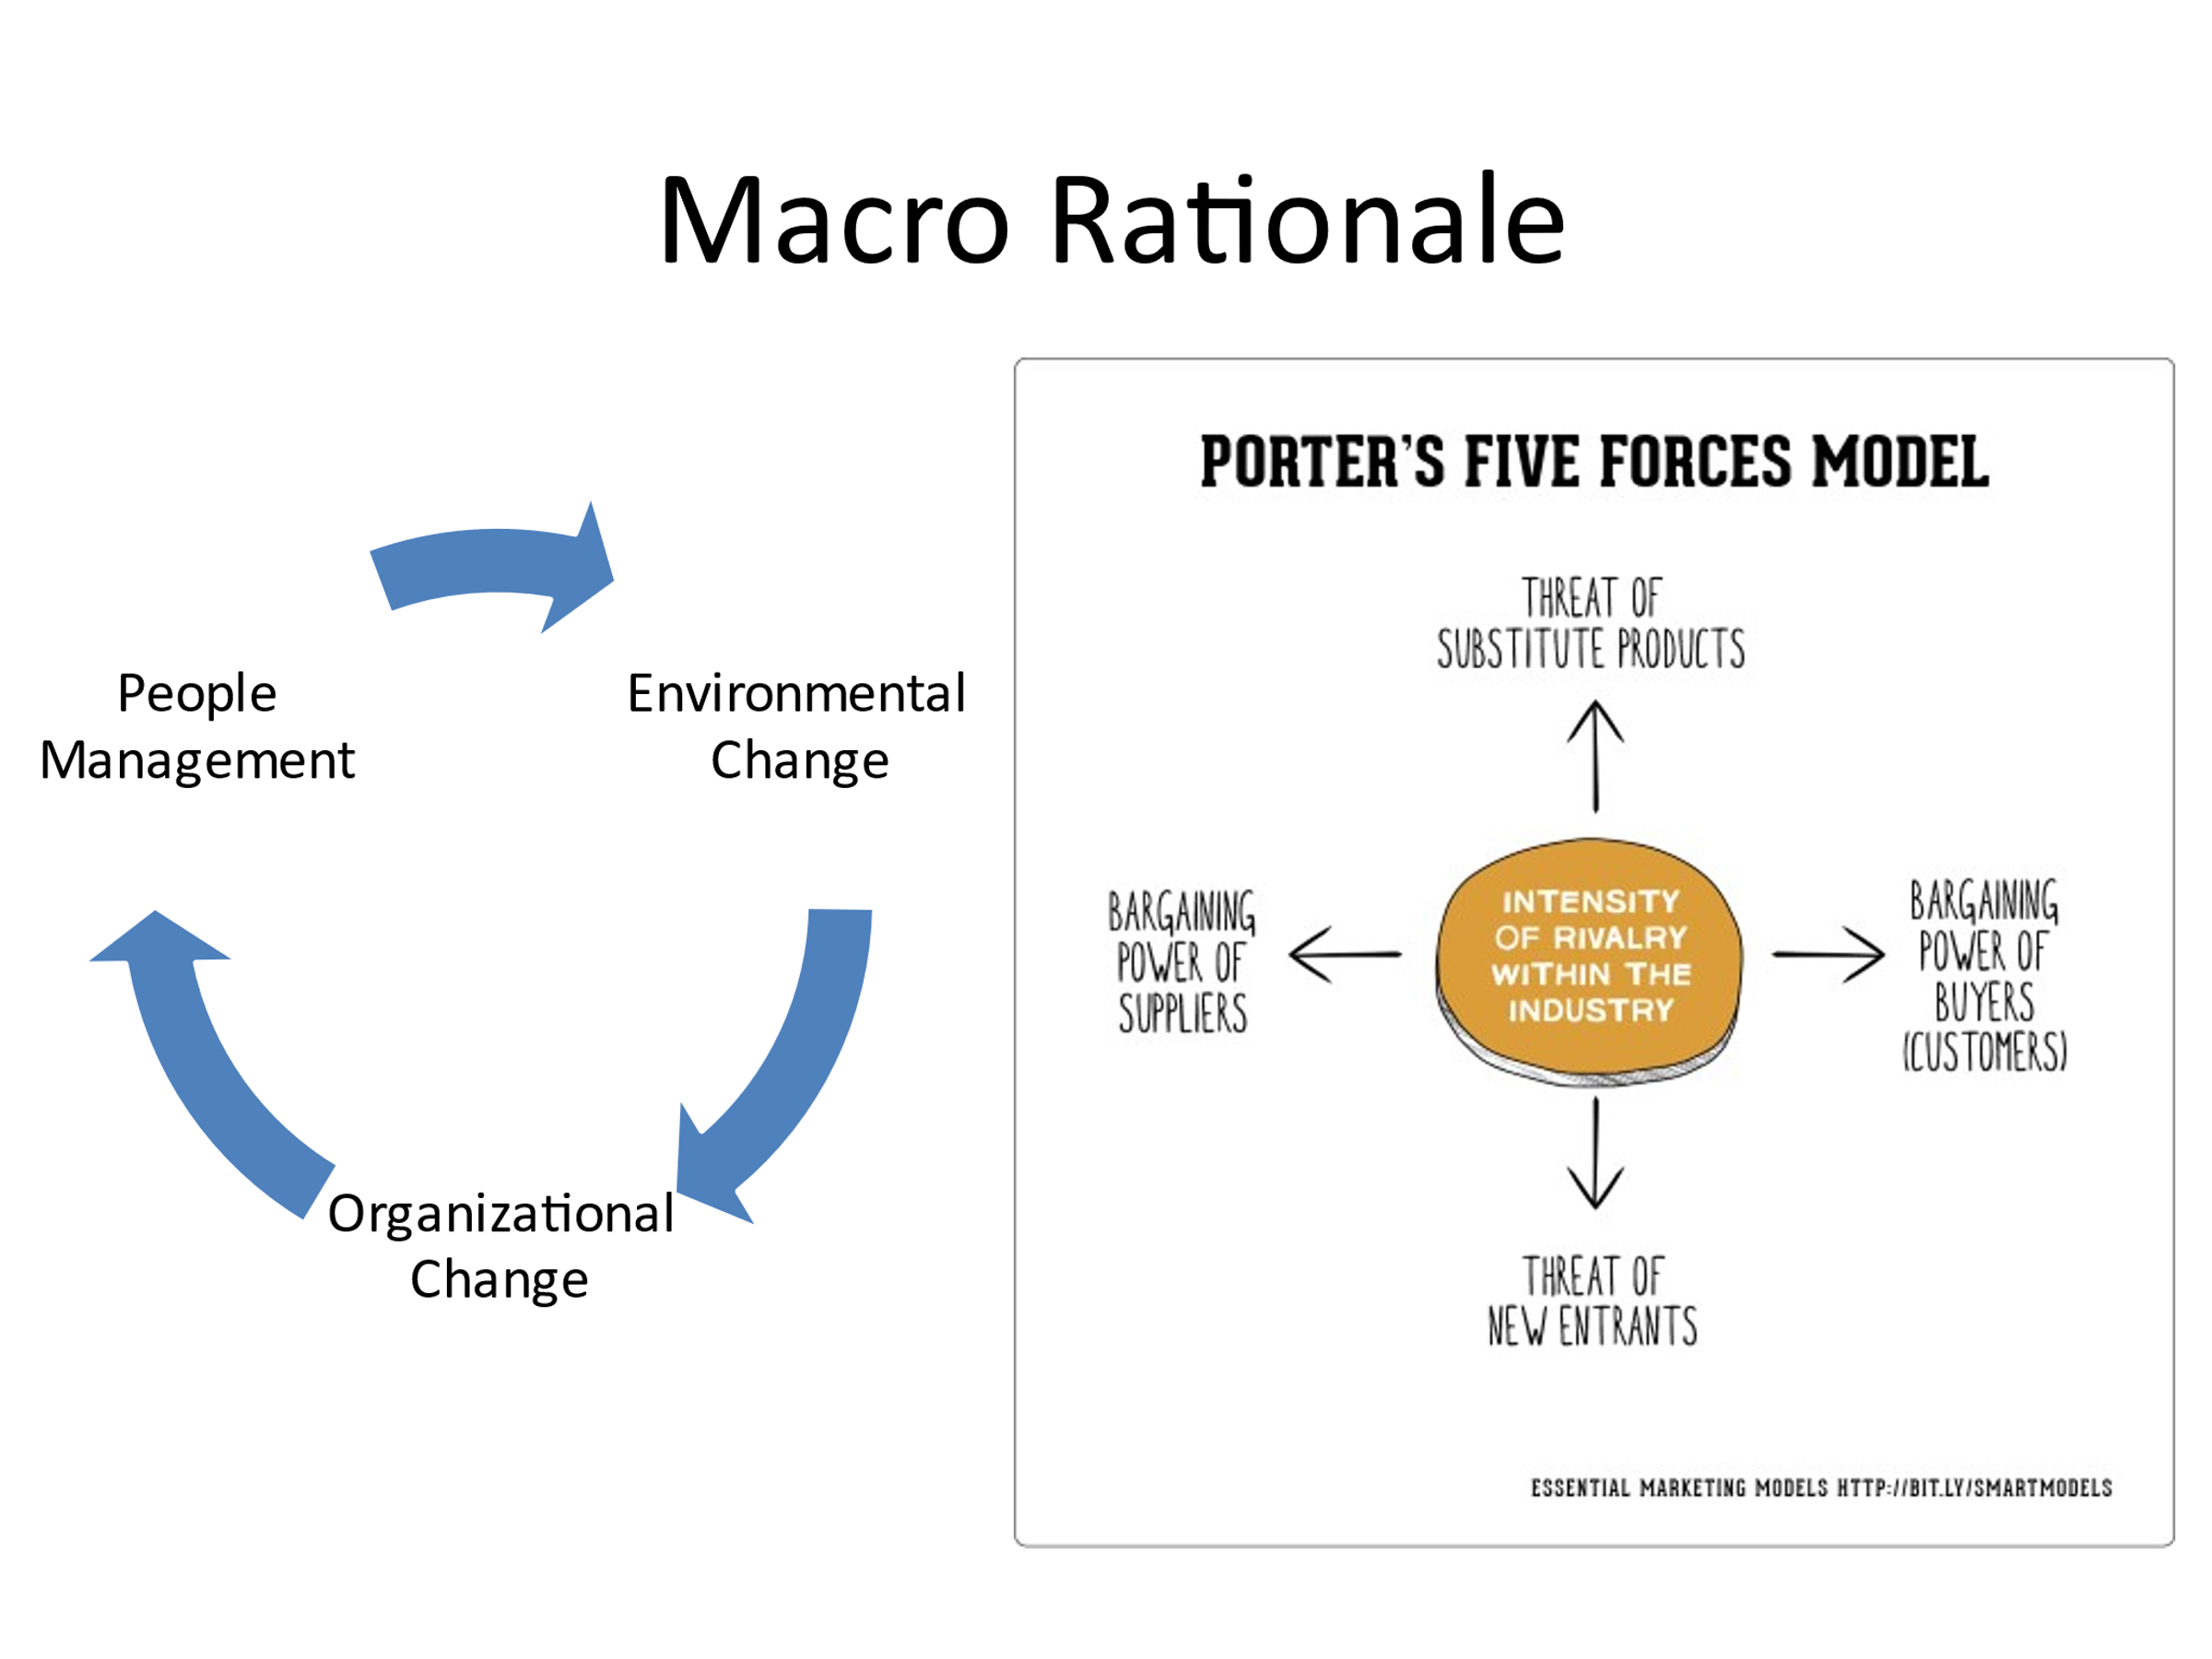 Macro Rationale
People
Management
Environmental
Change
Organizational
Change
PORTER'S FIVE FORCES MODEL
THREAT OF
SUBSTITUTE PRODUCTS
BARGAINING
POWER OF
SUPPLIERS
INTENSITY
OF RIVALRY
WITHIN THE
INDUSTRY
BARGAINING
POWER OF
BUYERS
(CUSTOMERS)
THREAT OF
NEW ENTRANTS
ESSENTIAL MARKETING MODELS HTTP://BIT.LY/SMARTMODELS